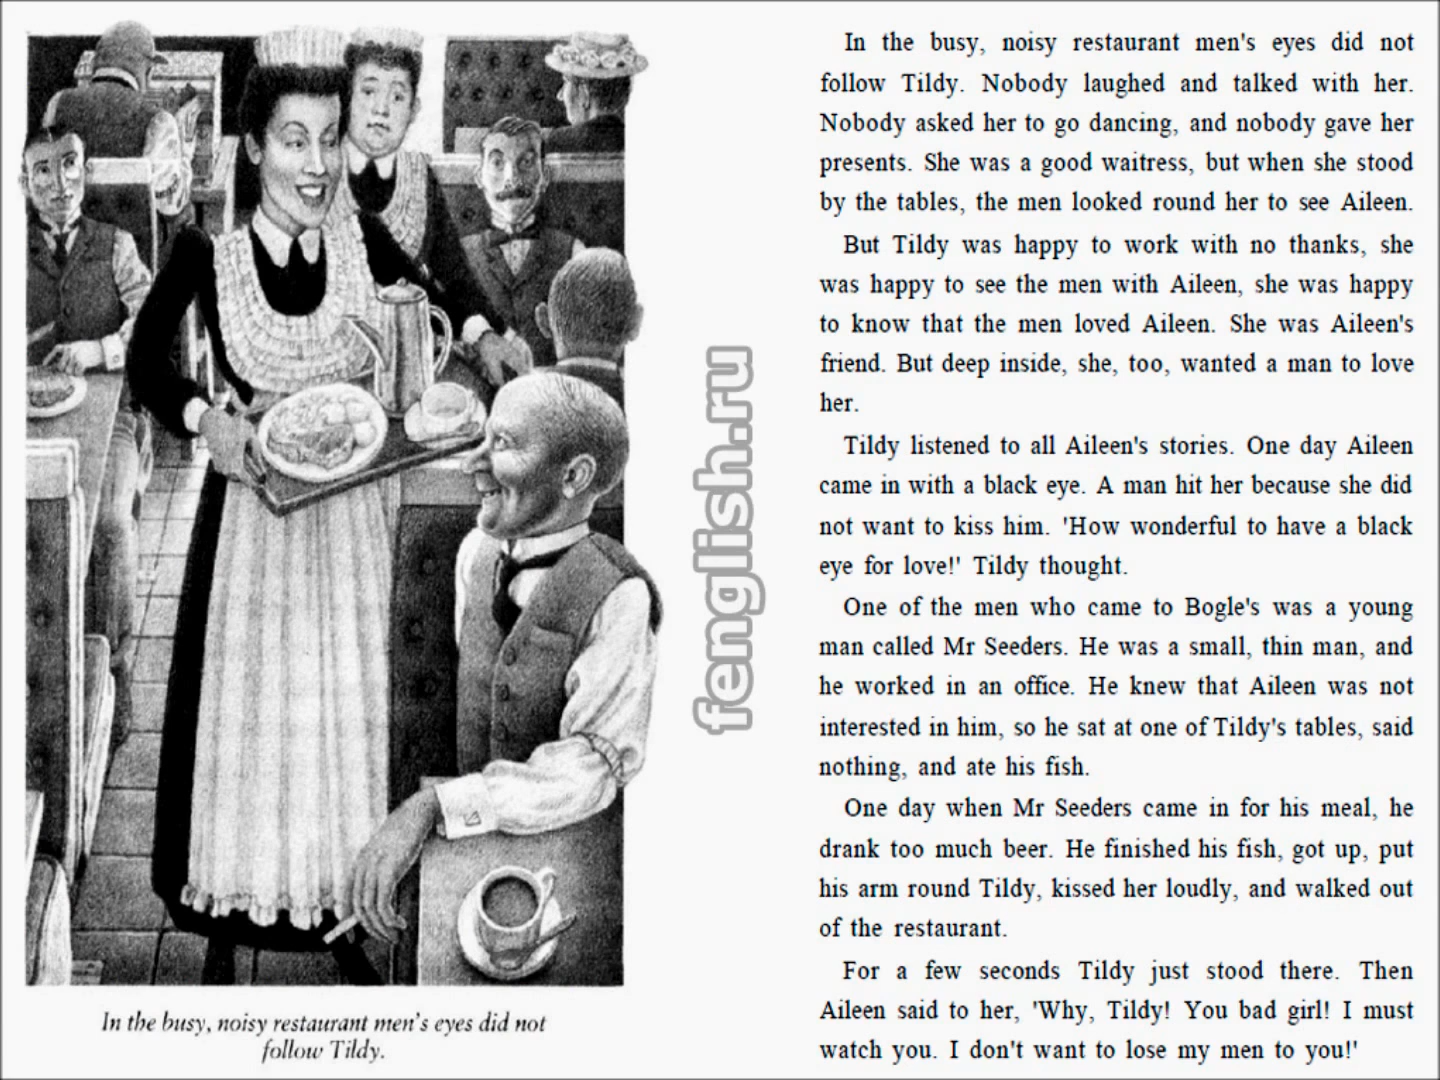 In the busy, noisy restaurant men's eyes did not
follow Tildy.
fenglish.ru
In the busy, noisy restaurant men's eyes did not
follow Tildy. Nobody laughed and talked with her.
Nobody asked her to go dancing, and nobody gave her
presents. She was a good waitress, but when she stood
by the tables, the men looked round her to see Aileen.
But Tildy was happy to work with no thanks, she
was happy to see the men with Aileen, she was happy
to know that the men loved Aileen. She was Aileen's
friend. But deep inside, she, too, wanted a man to love
her.
Tildy listened to all Aileen's stories. One day Aileen
came in with a black eye. A man hit her because she did
not want to kiss him. 'How wonderful to have a black
eye for love!' Tildy thought.
One of the men who came to Bogle's was a young
man called Mr Seeders. He was a small, thin man, and
he worked in an office. He knew that Aileen was not
interested in him, so he sat at one of Tildy's tables, said
nothing, and ate his fish.
One day when Mr Seeders came in for his meal, he
drank too much beer. He finished his fish, got up, put
his arm round Tildy, kissed her loudly, and walked out
of the restaurant.
For a few seconds Tildy just stood there. Then
Aileen said to her, 'Why, Tildy! You bad girl! I must
watch you. I don't want to lose my men to you!'